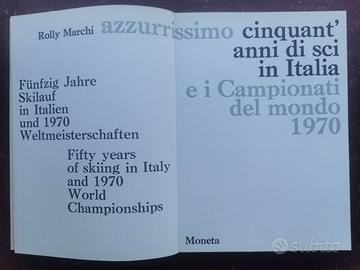 Rolly Marchi azzurrissimo cinquant'
anni di sci
in Italia
e i Campionati
del mondo
1970
Fünfzig Jahre
Skilauf
in Italien
und 1970
Weltmeisterschaften
Fifty years
of skiing in Italy
and 1970
World
Championships
Moneta
subito